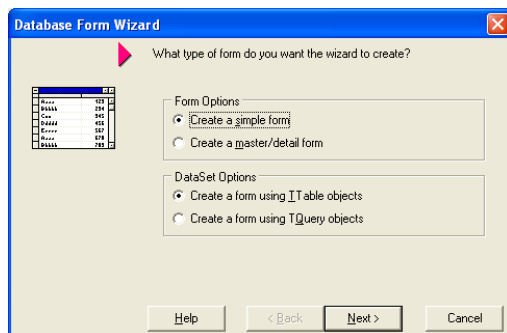 Database Form Wizard
What type of form do you want the wizard to create?
Form Options
Create a simple form
Create a master/detail form
DataSet Options
Create a form using TTable objects
Create a form using TQuery objects
Help
< Back
Next >
Cancel